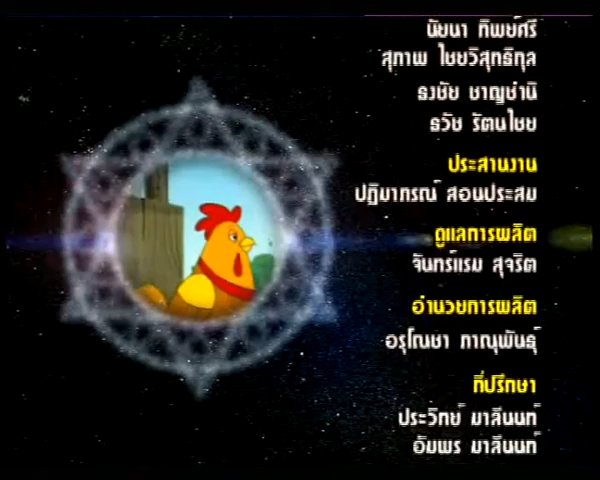 นัยนา ทิพย์ศรี
สุภาพ ไชยวิสุทธิกุล
ธงชัย ชาญชำนิ
ธวัช รัตนไชย
ประสานงาน
ปฏิมาภรณ์ สอนประสม
ดูแลการผลิต
จันทร์แรม สุจริต
อำนวยการผลิต
อรุโณชา ภาณุพันธุ์
ที่ปรึกษา
ประวิทย์ มาลีนนท์
อัมพร มาลีนนท์